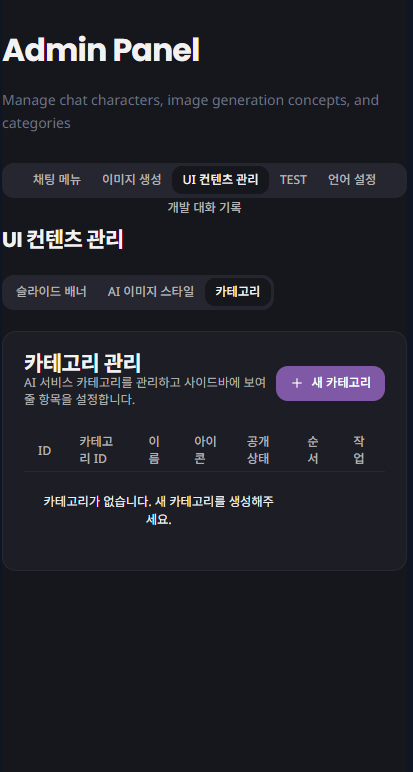 Admin Panel
Manage chat characters, image generation concepts, and
categories
채팅 메뉴 이미지 생성 UI 컨텐츠 관리 TEST 언어 설정
개발 대화 기록
UI 컨텐츠 관리
슬라이드 배너 AI 이미지 스타일 카테고리
카테고리 관리
AI 서비스 카테고리를 관리하고 사이드바에 보여
줄 항목을 설정합니다.
+ 새 카테고리
ID 카테고 이 아이 공개 순 작
리 ID 름 콘 상태 서 업
카테고리가 없습니다. 새 카테고리를 생성해주
세요.